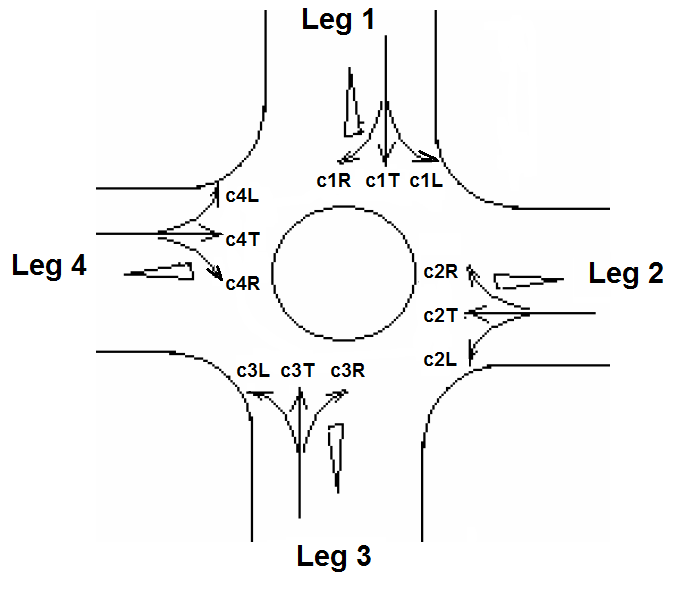 Leg 1
c1R c1T c1L
c4L
c4T
Leg 4
c4R
c2R
Leg 2
c2T
c2L
c3L c3T c3R
Leg 3